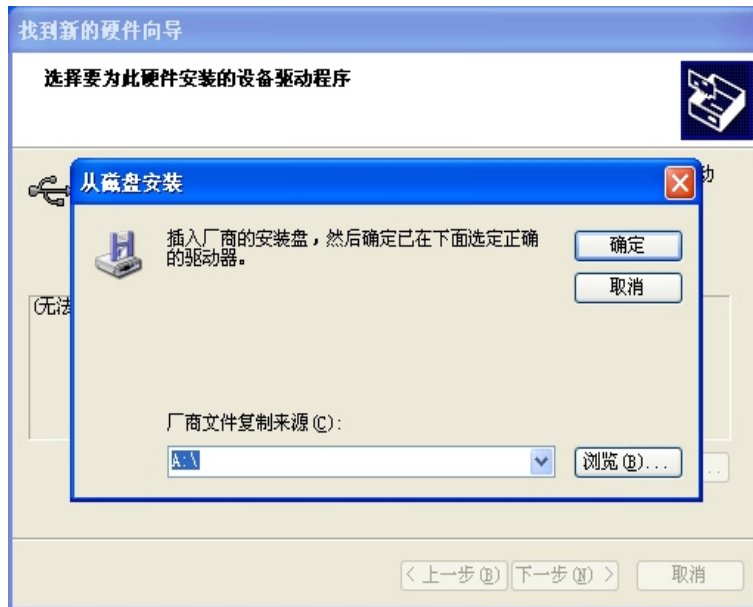 找到新的硬件向导
选择要为此硬件安装的设备驱动程序
动
从磁盘安装
插入厂商的安装盘，然后确定已在下面选定正确
的驱动器。
确定
取消
(无法
厂商文件复制来源(C):
A:\
浏览(B)...
..
< 上一步(B)
下一步(N) >
取消